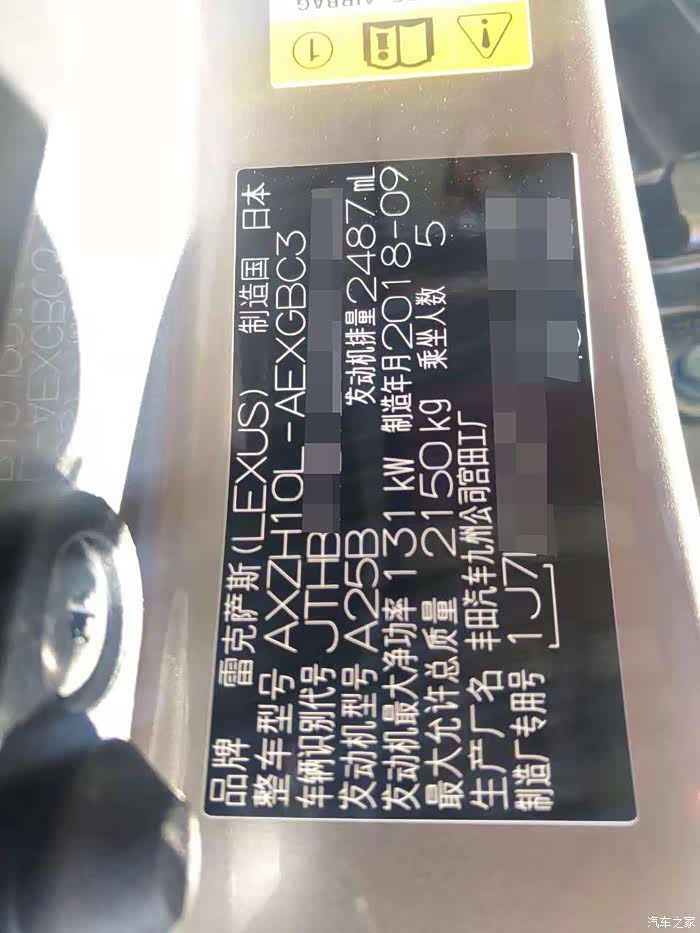 AIRBAG
1
品牌 雷克萨斯(LEXUS) 制造国 日本
整车型号 AXZH10L-AEXGBC3
车辆识别代号 JTHB
发动机型号 A25B 发动机排量 2487 ml
发动机最大净功率 131 kW 制造年月 2018-09
最大允许总质量 2150 kg 乘坐人数 5
生产厂名 丰田汽车九州公司宫田工厂
制造厂专用号 1J7
汽车之家